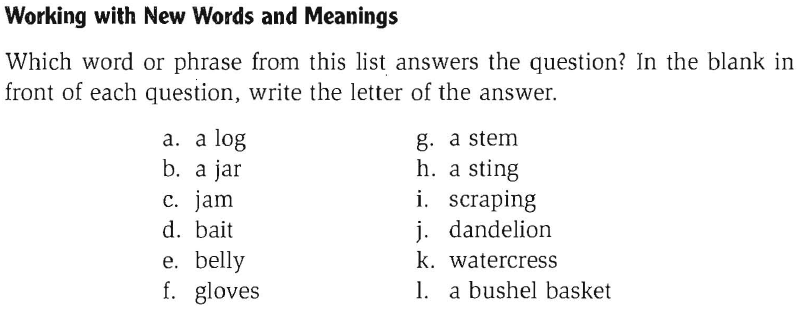 Working with New Words and Meanings
Which word or phrase from this list answers the question? In the blank in
front of each question, write the letter of the answer.
a. a log
b. a jar
c. jam
d. bait
e. belly
f. gloves
g. a stem
h. a sting
i. scraping
j. dandelion
k. watercress
l. a bushel basket